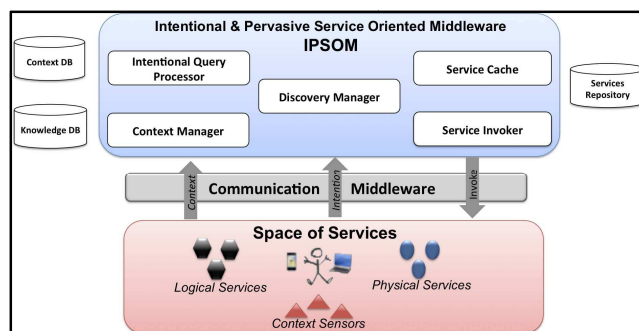 Intentional & Pervasive Service Oriented Middleware
IPSOM
Context DB
Intentional Query
Processor
Service Cache
Discovery Manager
Services
Repository
Knowledge DB
Context Manager
Service Invoker
Context
Intention
Invoke
Communication Middleware
Space of Services
Logical Services
Physical Services
Context Sensors